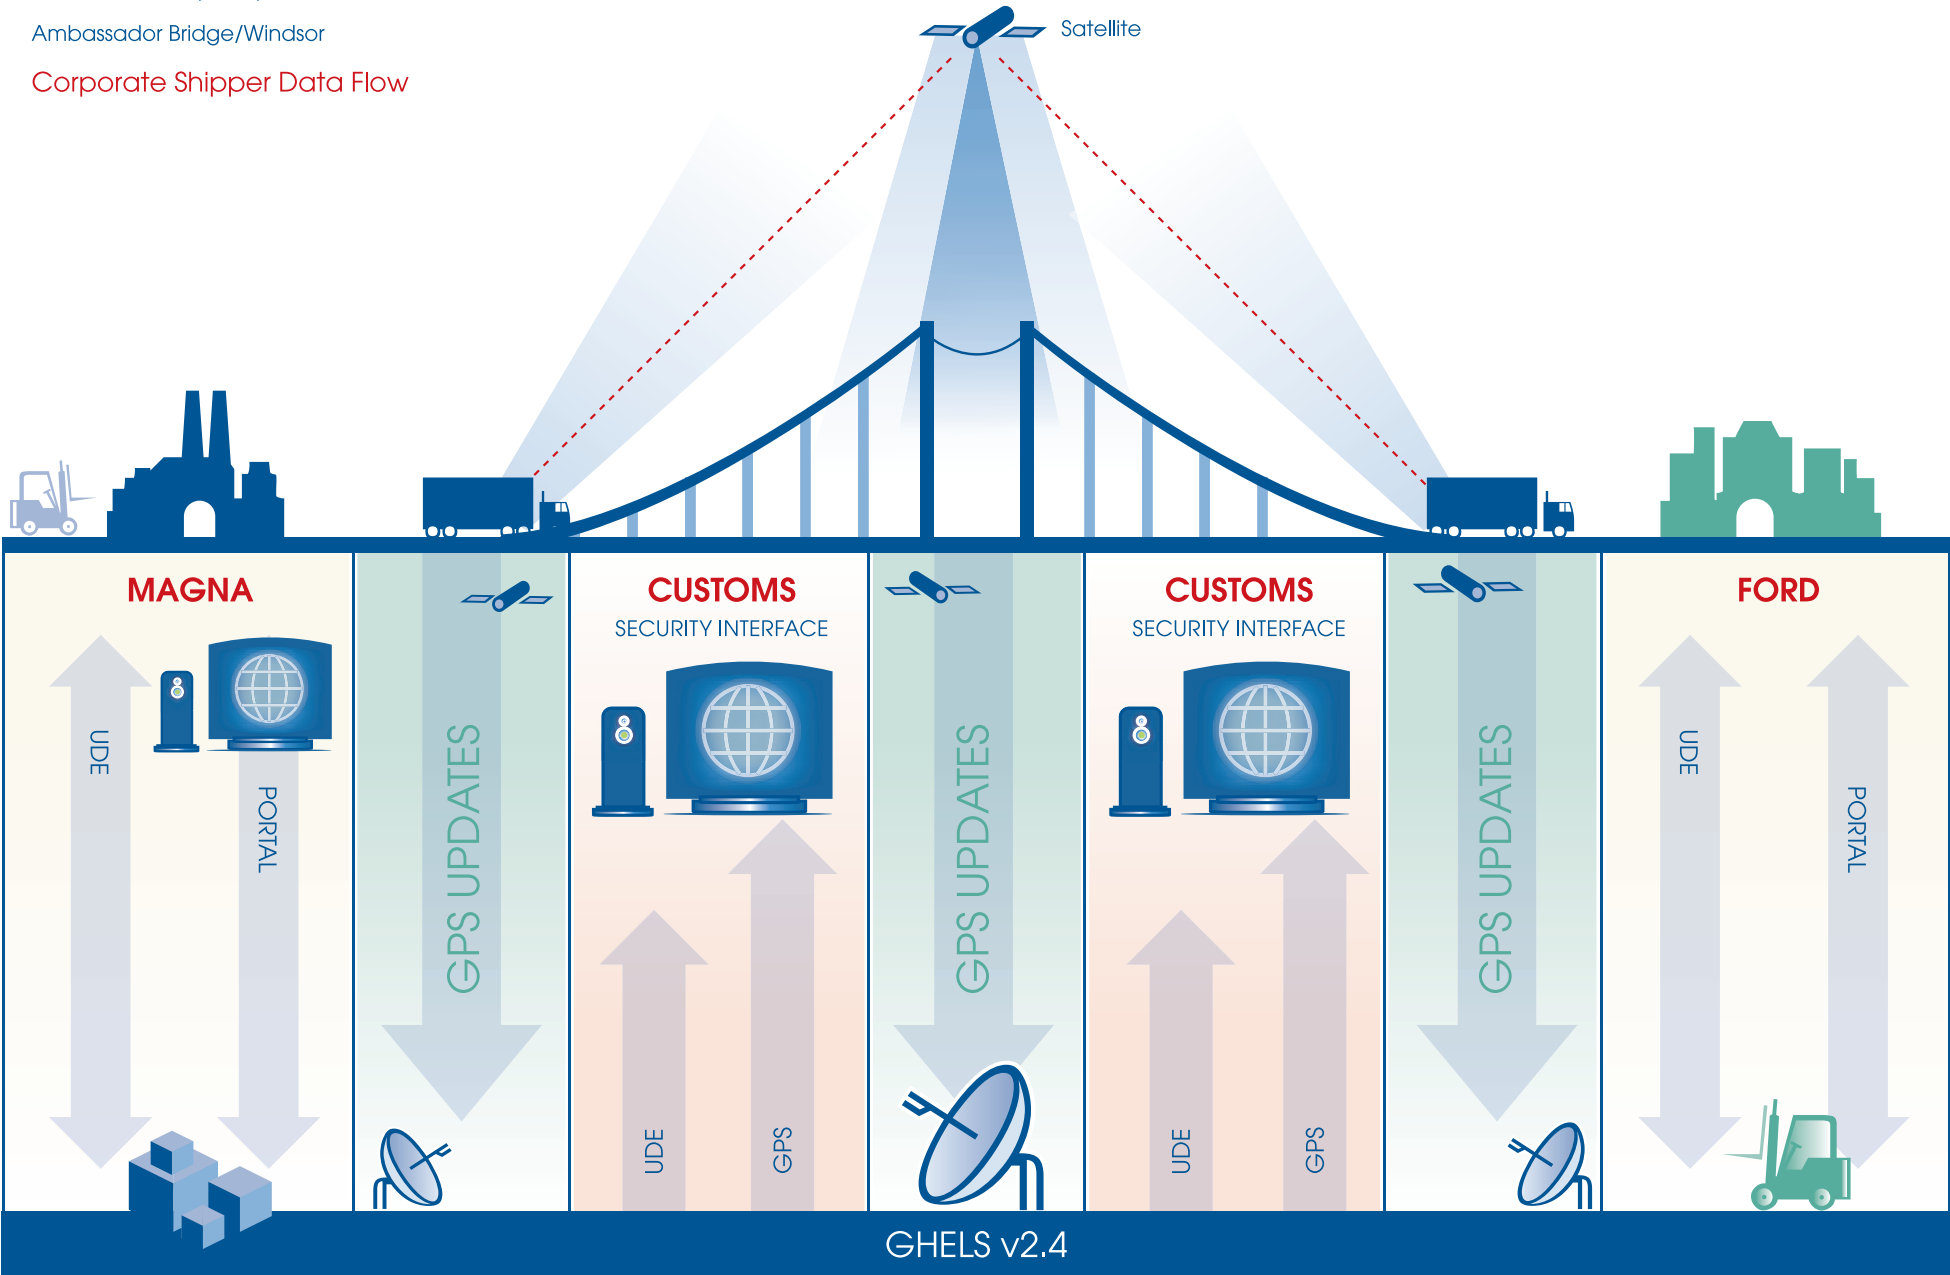 Ambassador Bridge/Windsor
Satellite
Corporate Shipper Data Flow
MAGNA
CUSTOMS
SECURITY INTERFACE
CUSTOMS
SECURITY INTERFACE
FORD
UDE
PORTAL
GPS UPDATES
UDE
GPS
GPS UPDATES
UDE
GPS
GPS UPDATES
UDE
PORTAL
GHELS v2.4